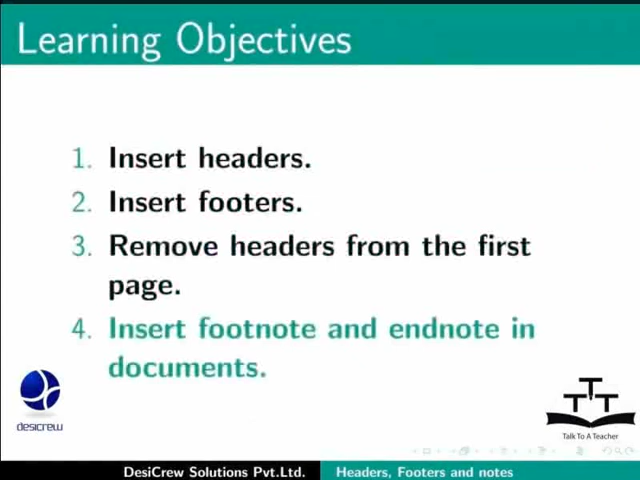 Learning Objectives
1. Insert headers.
2. Insert footers.
3. Remove headers from the first
page.
4. Insert footnote and endnote in
documents.
desicrew
TTT
Talk To A Teacher
DesiCrew Solutions Pvt.Ltd. Headers, Footers and notes